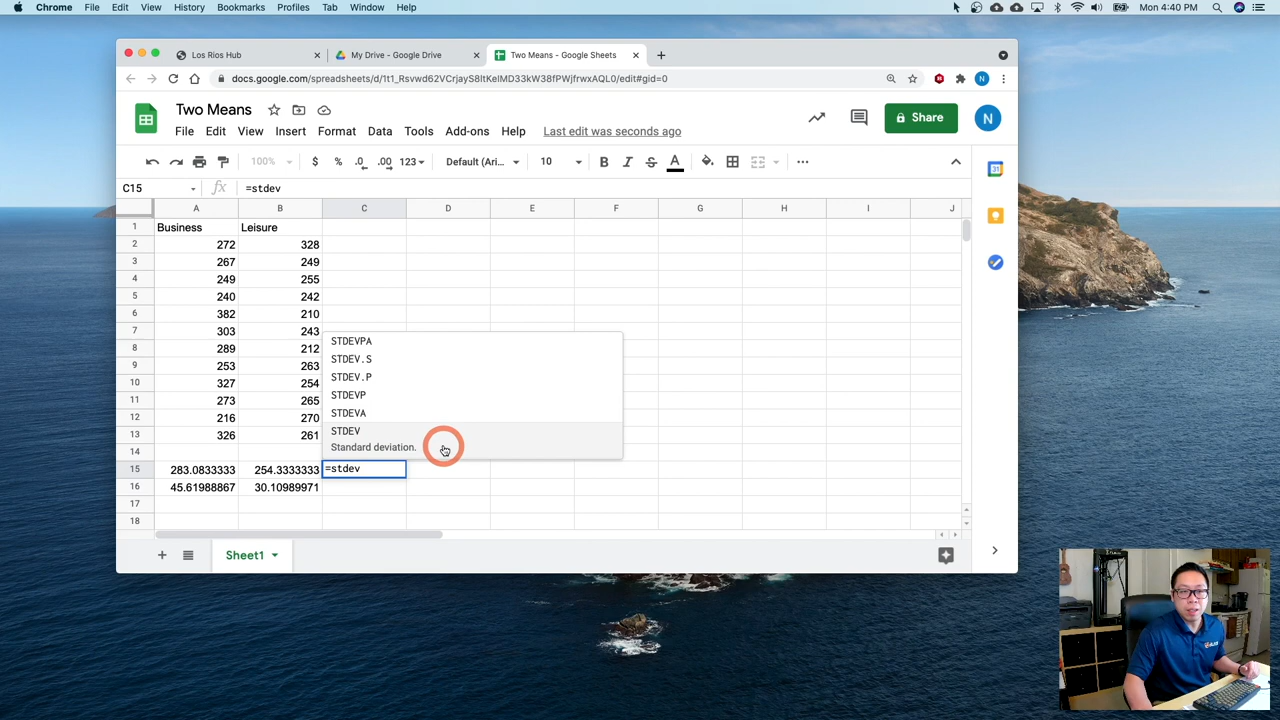 Chrome File Edit View History Bookmarks Profiles Tab Window Help Mon 4:40 PM
Los Rios Hub My Drive - Google Drive Two Means - Google Sheets
docs.google.com/spreadsheets/d/1t1_Rsvwd62VCrjayS8ltKeIMD33kW38fPWjfrwxAQL0/edit#gid=0 N
Two Means
File Edit View Insert Format Data Tools Add-ons Help Last edit was seconds ago Share N
100% $ % .0 .00 123 Default (Ari... 10 B I S A 31
C15 fx =stdev
A B C D E F G H I J
1 Business Leisure
2 272 328
3 267 249
4 249 255
5 240 242
6 382 210
7 303 243
8 289 212
9 253 263
10 327 254
11 273 265
12 216 270
13 326 261
14
15 283.0833333 254.3333333 =stdev
16 45.61988867 30.10989971
17
18
STDEVPA
STDEV.S
STDEV.P
STDEVP
STDEVA
STDEV
Standard deviation.
Sheet1